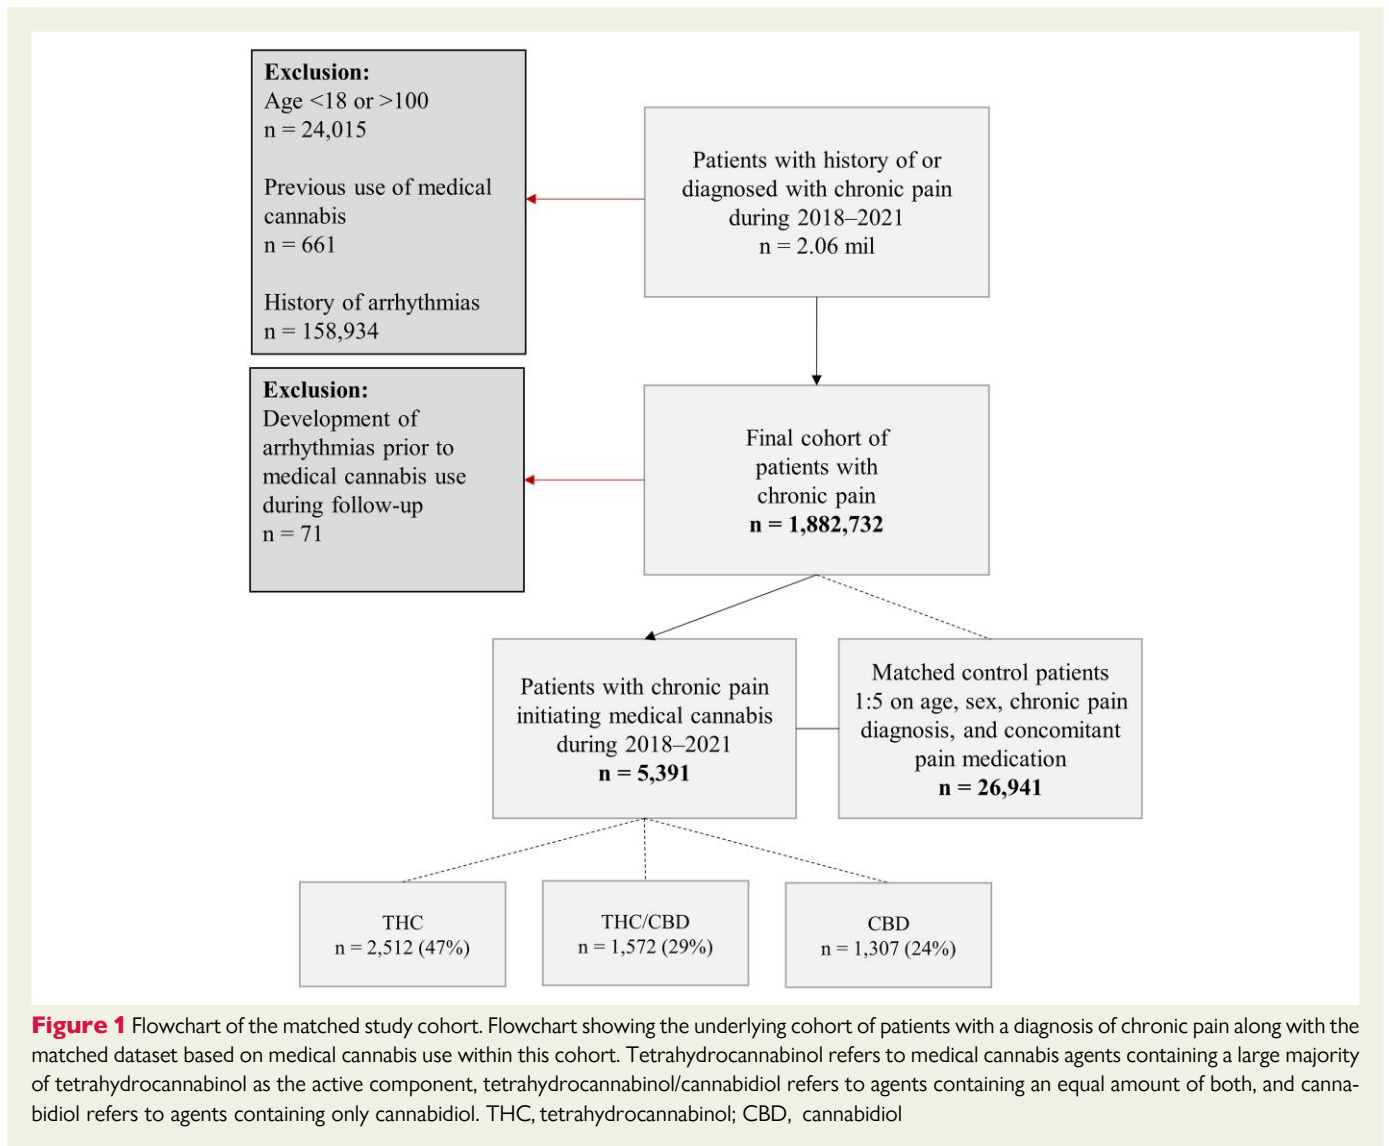 Exclusion:
Age <18 or >100
n = 24,015
Previous use of medical
cannabis
n = 661
History of arrhythmias
n = 158,934
Patients with history of or
diagnosed with chronic pain
during 2018–2021
n = 2.06 mil
Exclusion:
Development of
arrhythmias prior to
medical cannabis use
during follow-up
n = 71
Final cohort of
patients with
chronic pain
n = 1,882,732
Patients with chronic pain
initiating medical cannabis
during 2018–2021
n = 5,391
Matched control patients
1:5 on age, sex, chronic pain
diagnosis, and concomitant
pain medication
n = 26,941
THC
n = 2,512 (47%)
THC/CBD
n = 1,572 (29%)
CBD
n = 1,307 (24%)
Figure 1 Flowchart of the matched study cohort. Flowchart showing the underlying cohort of patients with a diagnosis of chronic pain along with the
matched dataset based on medical cannabis use within this cohort. Tetrahydrocannabinol refers to medical cannabis agents containing a large majority
of tetrahydrocannabinol as the active component, tetrahydrocannabinol/cannabidiol refers to agents containing an equal amount of both, and canna-
bidiol refers to agents containing only cannabidiol. THC, tetrahydrocannabinol; CBD, cannabidiol